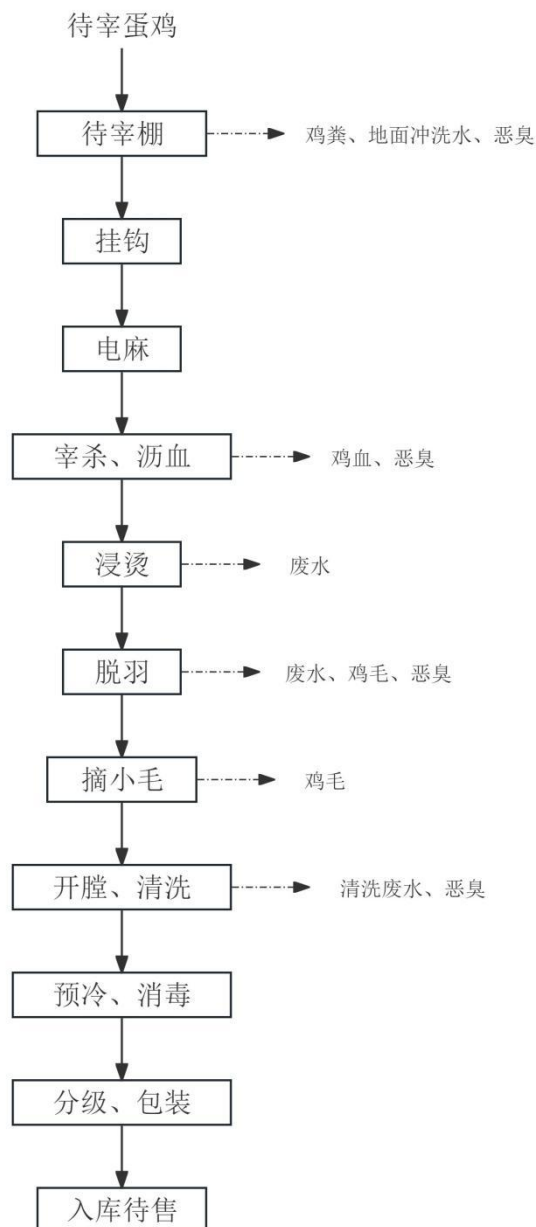 待宰蛋鸡
待宰棚
鸡粪、地面冲洗水、恶臭
挂钩
电麻
宰杀、沥血
鸡血、恶臭
浸烫
废水
脱羽
废水、鸡毛、恶臭
摘小毛
鸡毛
开膛、清洗
清洗废水、恶臭
预冷、消毒
分级、包装
入库待售